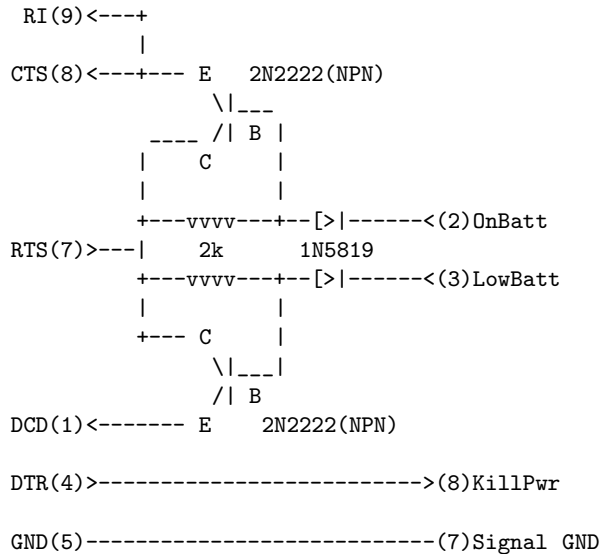 RI(9)<---+
          |
CTS(8)<---+--- E   2N2222(NPN)
                \|___
          ____ /| B |
          |    C      |
          |           |
          +---vvvv---+--[>|------<(2)OnBatt
RTS(7)>---|    2k      1N5819
          +---vvvv---+--[>|------<(3)LowBatt
          |          |
          +--- C     |
                \|___|
                /| B
DCD(1)<------- E    2N2222(NPN)
DTR(4)>-------------------------->(8)KillPwr
GND(5)----------------------------(7)Signal GND